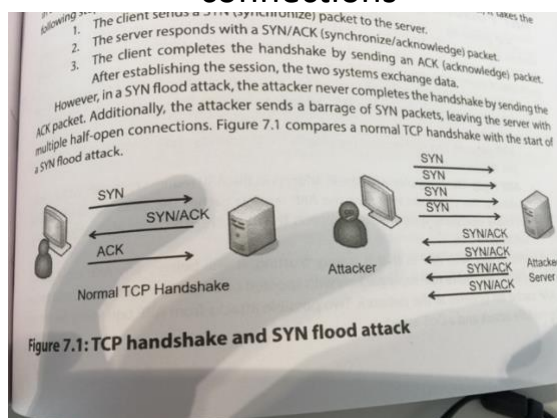 connections
following
takes the
1. The client sends a SYN (synchronize) packet to the server.
2. The server responds with a SYN/ACK (synchronize/acknowledge) packet.
3. The client completes the handshake by sending an ACK (acknowledge) packet.
After establishing the session, the two systems exchange data.
However, in a SYN flood attack, the attacker never completes the handshake by sending the
ACK packet. Additionally, the attacker sends a barrage of SYN packets, leaving the server with
multiple half-open connections. Figure 7.1 compares a normal TCP handshake with the start of
a SYN flood attack.
SYN
SYN/ACK
ACK
Normal TCP Handshake
SYN
SYN
SYN
SYN
SYN/ACK
SYN/ACK
SYN/ACK
SYN/ACK
Attacker
Attacke
Server
Figure 7.1: TCP handshake and SYN flood attack